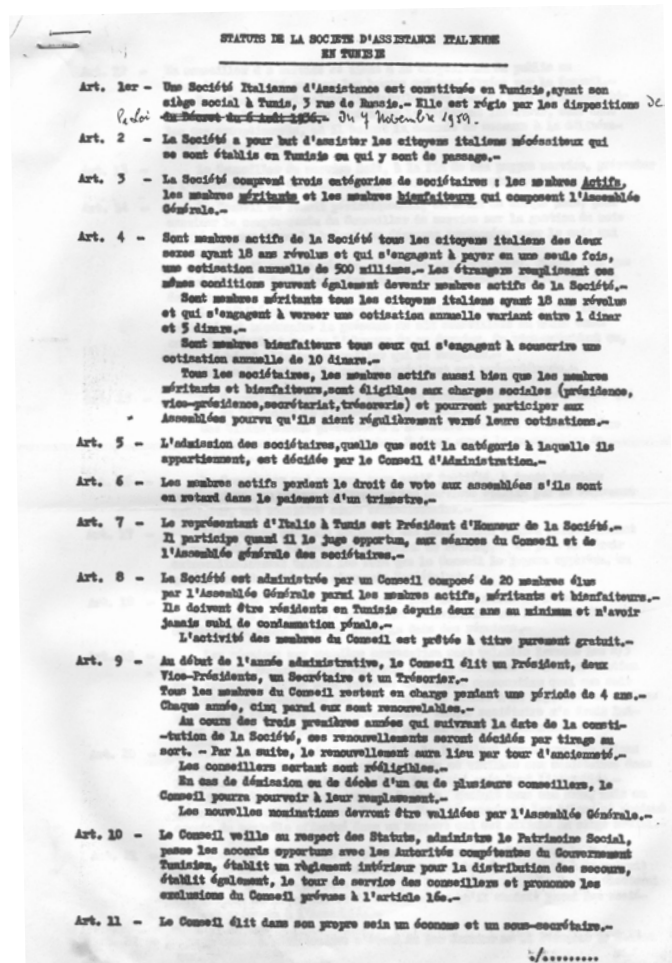 STATUTS DE LA SOCIETE D'ASSISTANCE ITALIENNE
EN TUNISIE
Art. 1er - Une Société Italienne d'Assistance est constituée en Tunisie,ayant son
siège social à Tunis, 3 rue de Russie.- Elle est régie par les dispositions de
la loi du Décret du 6 Août 1936.- du 7 Novembre 1959.
Art. 2 - La Société a pour but d'assister les citoyens italiens nécessiteux qui
se sont établis en Tunisie ou qui y sont de passage.-
Art. 3 - La Société comprend trois catégories de sociétaires : les membres Actifs,
les membres méritants et les membres bienfaiteurs qui composent l'Assemblée
Générale.-
Art. 4 - Sont membres actifs de la Société tous les citoyens italiens des deux
sexes ayant 18 ans révolus et qui s'engagent à payer en une seule fois,
une cotisation annuelle de 500 millimes.- Les étrangers remplissant ces
mêmes conditions peuvent également devenir membres actifs de la Société.-
Sont membres méritants tous les citoyens italiens ayant 18 ans révolus
et qui s'engagent à verser une cotisation annuelle variant entre 1 dinar
et 5 dinars.-
Sont membres bienfaiteurs tous ceux qui s'engagent à souscrire une
cotisation annuelle de 10 dinars.-
Tous les sociétaires, les membres actifs aussi bien que les membres
méritants et bienfaiteurs,sont éligibles aux charges sociales (présidence,
vice-présidence,secrétariat,trésorerie) et pourront participer aux
Assemblées pourvu qu'ils aient régulièrement versé leurs cotisations.-
Art. 5 - L'admission des sociétaires,quelle que soit la catégorie à laquelle ils
appartiennent, est décidée par le Conseil d'Administration.-
Art. 6 - Les membres actifs perdent le droit de vote aux assemblées s'ils sont
en retard dans le paiement d'un trimestre.-
Art. 7 - Le représentant d'Italie à Tunis est Président d'Honneur de la Société.-
Il participe quand il le juge opportun, aux séances du Conseil et de
l'Assemblée générale des sociétaires.-
Art. 8 - La Société est administrée par un Conseil composé de 20 membres élus
par l'Assemblée Générale parmi les membres actifs, méritants et bienfaiteurs.-
Ils doivent être résidents en Tunisie depuis deux ans au minimum et n'avoir
jamais subi de condamnation pénale.-
L'activité des membres du Conseil est prêtée à titre purement gratuit.-
Art. 9 - Au début de l'année administrative, le Conseil élit un Président, deux
Vice-Présidents, un Secrétaire et un Trésorier.-
Tous les membres du Conseil restent en charge pendant une période de 4 ans.-
Chaque année, cinq parmi eux sont renouvelables.-
Au cours des trois premières années qui suivront la date de la consti-
-tution de la Société, ces renouvellements seront décidés par tirage au
sort. - Par la suite, le renouvellement aura lieu par tour d'ancienneté.-
Les conseillers sortant sont rééligibles.-
En cas de démission ou de décès d'un ou de plusieurs conseillers, le
Conseil pourra pourvoir à leur remplacement.-
Les nouvelles nominations devront être validées par l'Assemblée Générale.-
Art. 10 - Le Conseil veille au respect des Statuts, administre le Patrimoine Social,
passe les accords opportuns avec les Autorités compétentes du Gouvernement
Tunisien, établit un règlement intérieur pour la distribution des secours,
établit également, le tour de service des conseillers et prononce les
exclusions du Conseil prévues à l'article 16e.-
Art. 11 - Le Conseil élit dans son propre sein un économe et un sous-secrétaire.-
./.........